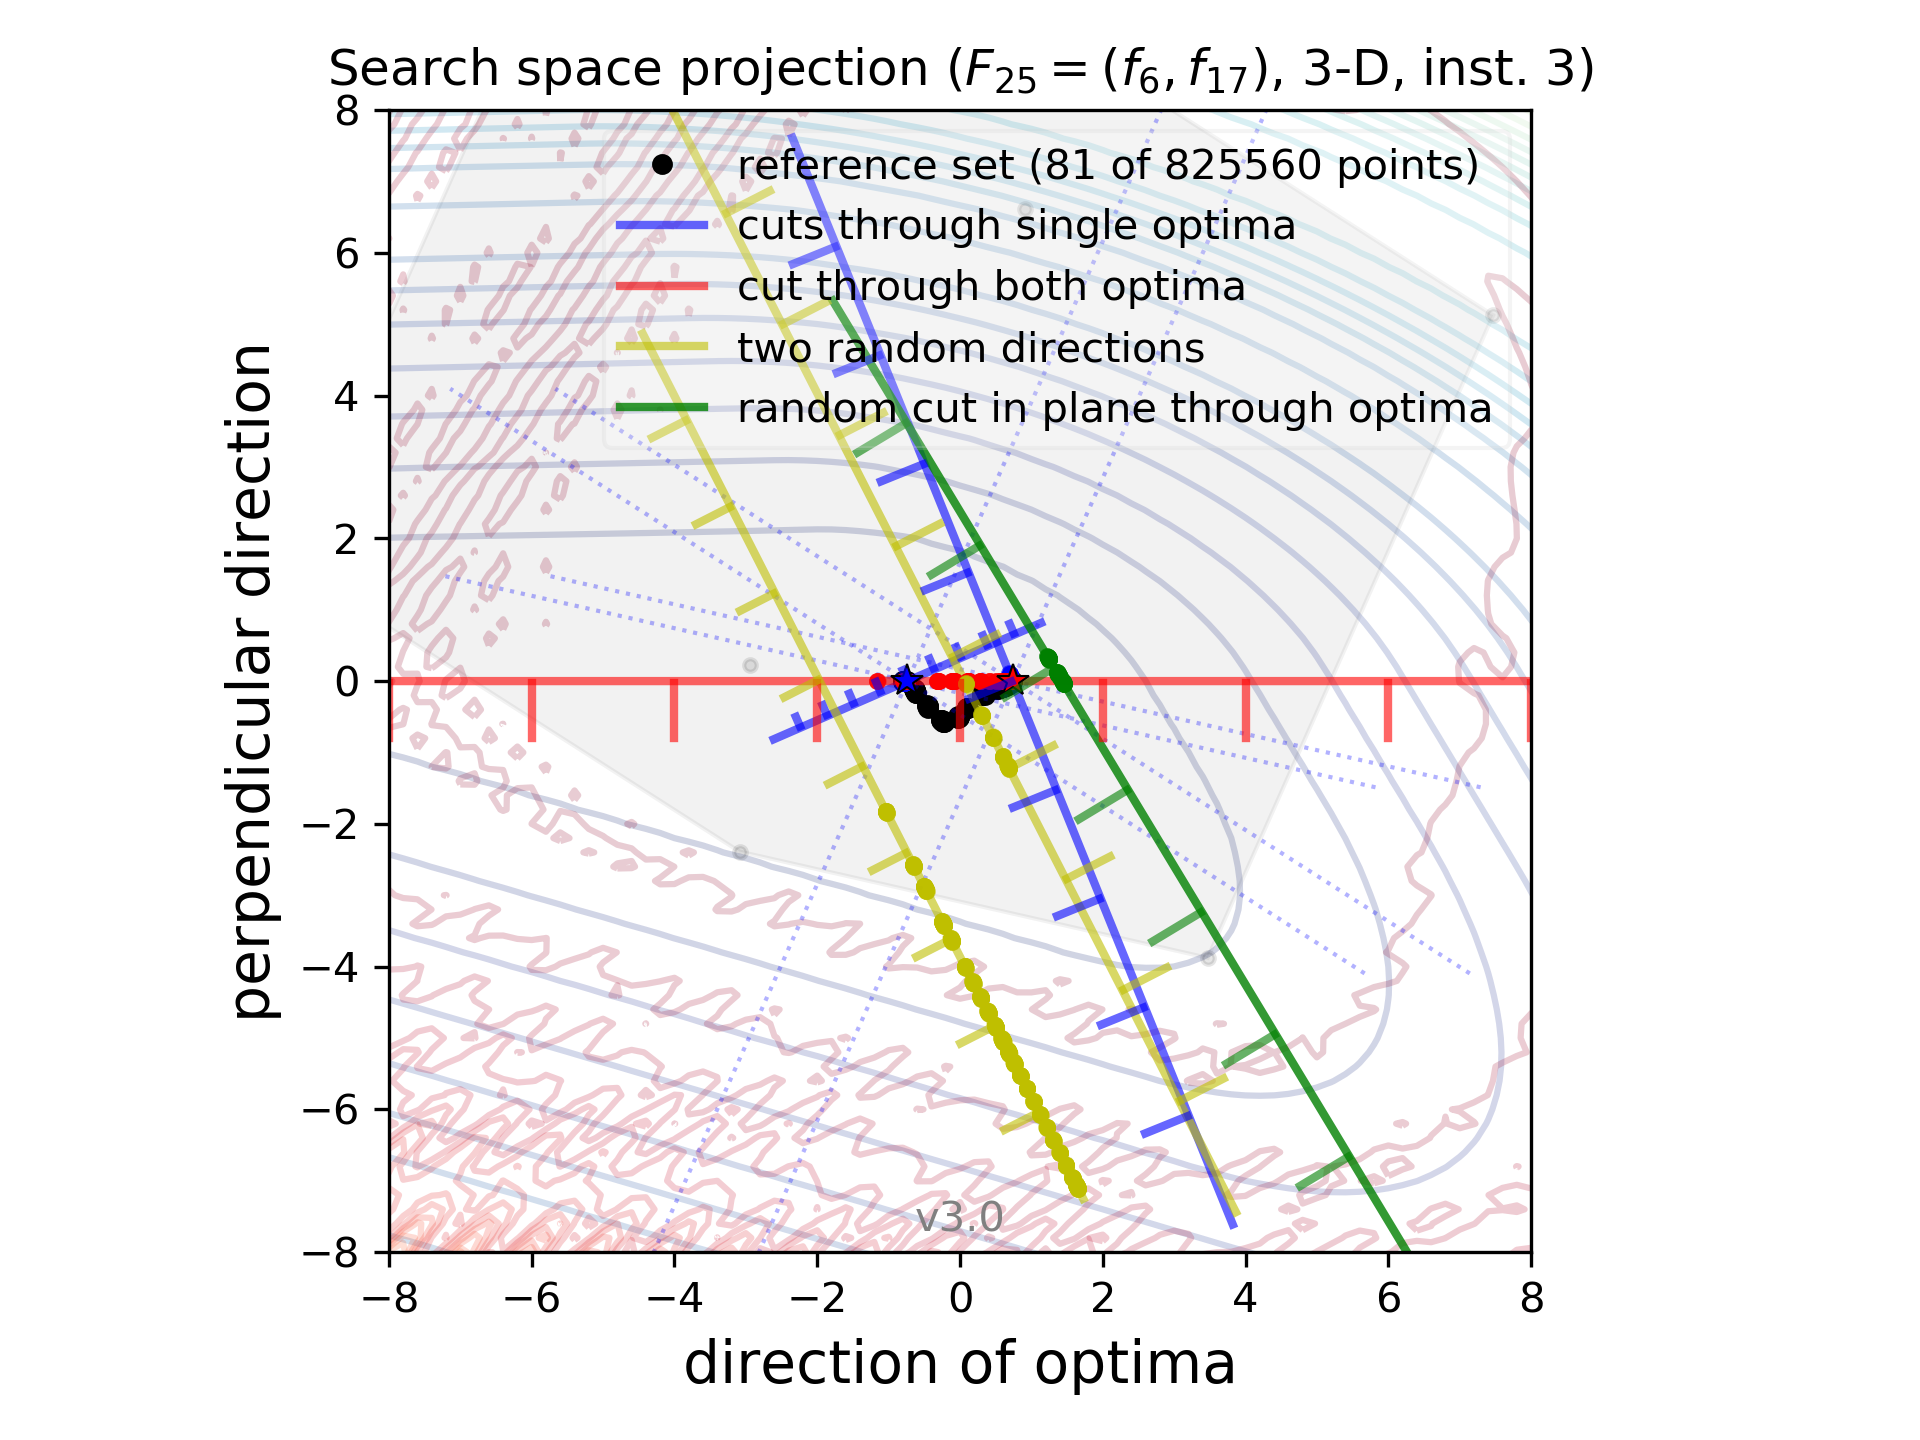 Search space projection (F₂₅ = (f₆, f₁₇), 3-D, inst. 3)
reference set (81 of 825560 points)
cuts through single optima
cut through both optima
two random directions
random cut in plane through optima
perpendicular direction
8
6
4
2
0
−2
−4
−6
−8
v3.0
−8 −6 −4 −2 0 2 4 6 8
direction of optima